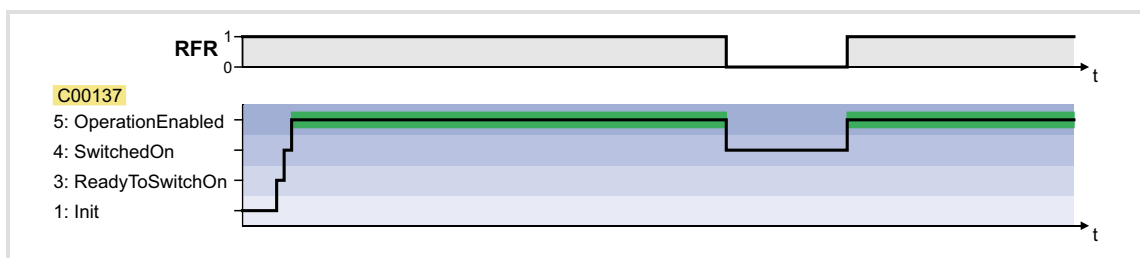 RFR
1
0
t
C00137
5: OperationEnabled
4: SwitchedOn
3: ReadyToSwitchOn
1: Init
t